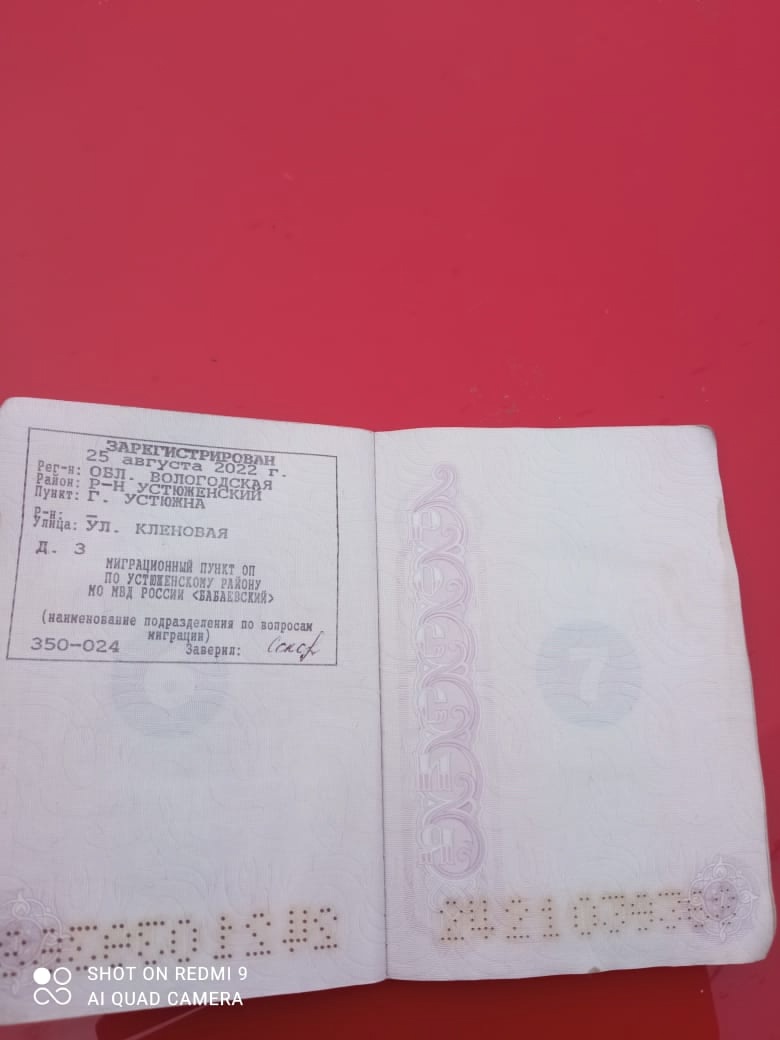 ЗАРЕГИСТРИРОВАН
25 августа 2022 г.
Рег-н: ОБЛ. ВОЛОГОДСКАЯ
Район: Р-Н УСТЮЖЕНСКИЙ
Пункт: Г. УСТЮЖНА
Р-н: —
Улица: УЛ. КЛЕНОВАЯ
Д. 3
МИГРАЦИОННЫЙ ПУНКТ ОП
ПО УСТЮЖЕНСКОМУ РАЙОНУ
МО МВД РОССИИ <БАБАЕВСКИЙ>
(наименование подразделения по вопросам
миграции)
350-024 Заверил:
7
SHOT ON REDMI 9
AI QUAD CAMERA